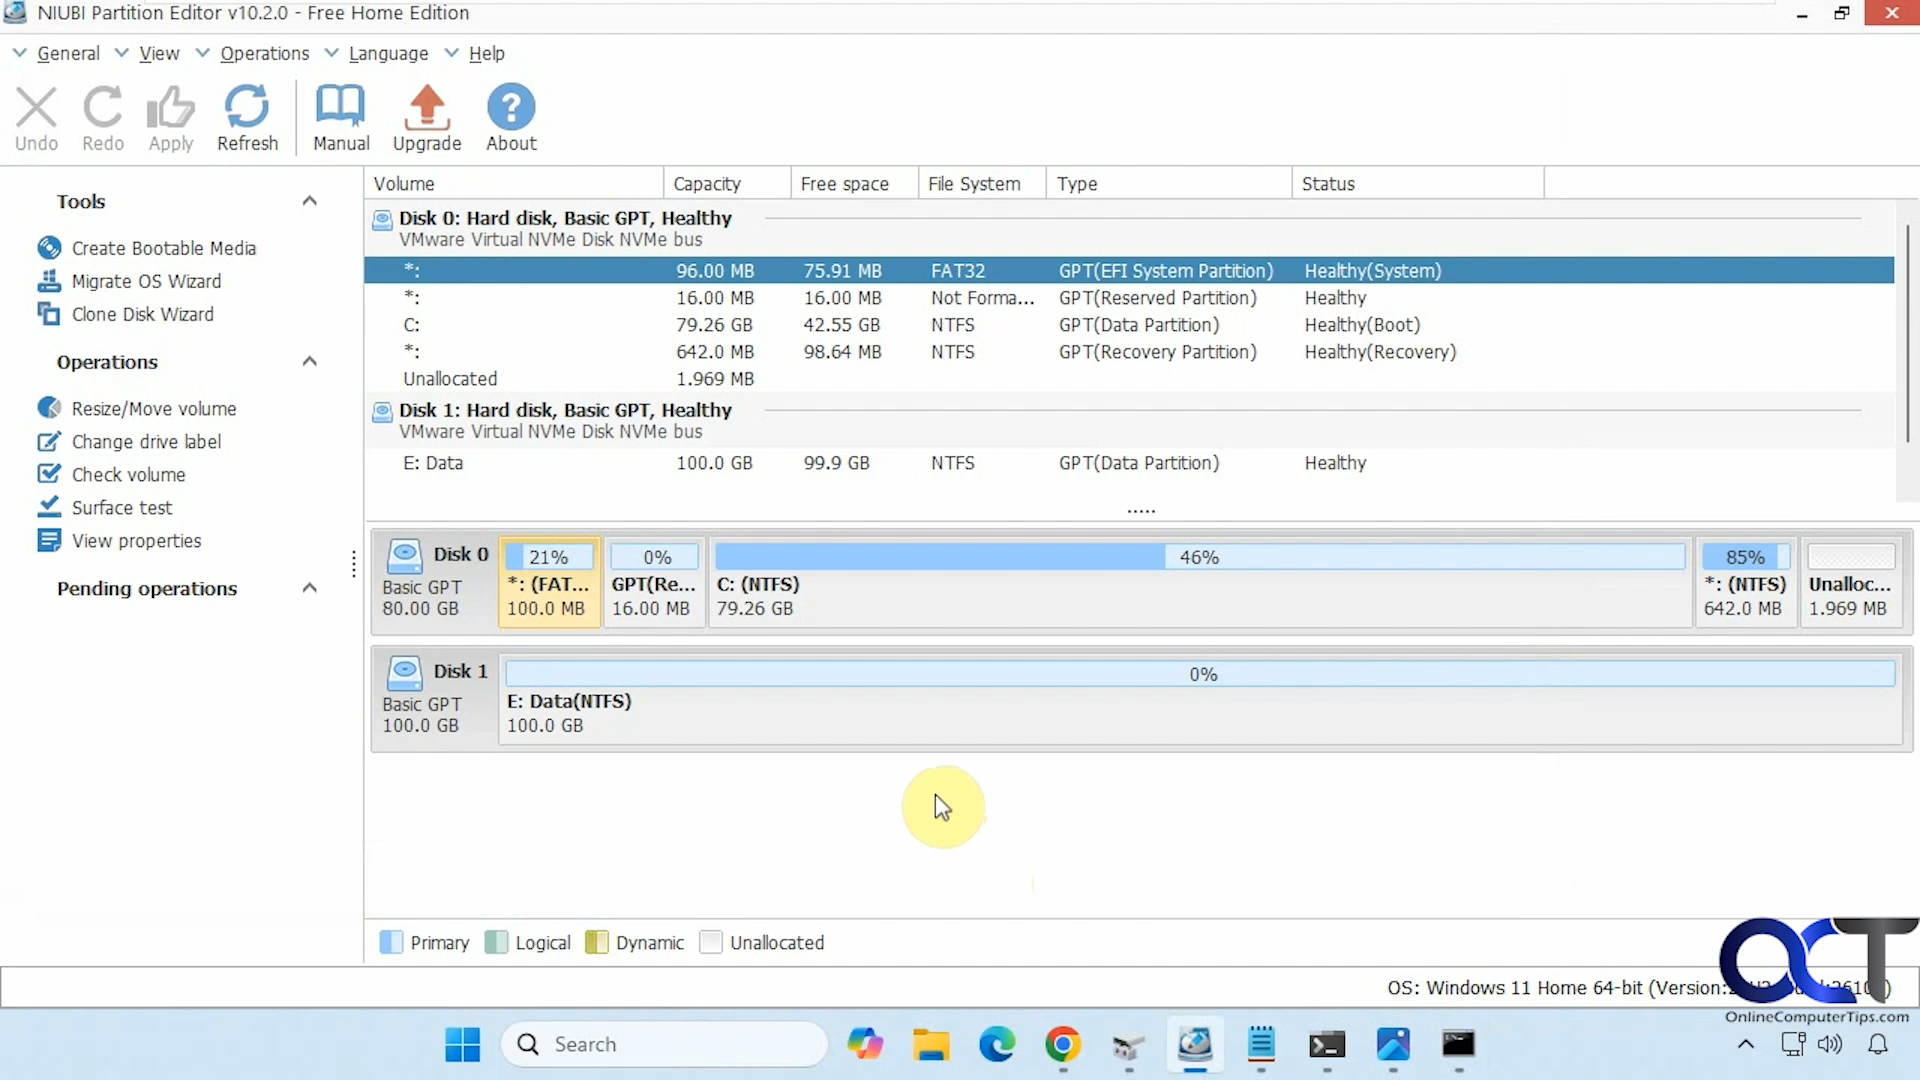 NIUBI Partition Editor v10.2.0 - Free Home Edition
General View Operations Language Help
Undo Redo Apply Refresh Manual Upgrade About
Tools
Create Bootable Media
Migrate OS Wizard
Clone Disk Wizard
Operations
Resize/Move volume
Change drive label
Check volume
Surface test
View properties
Pending operations
Volume Capacity Free space File System Type Status
Disk 0: Hard disk, Basic GPT, Healthy
VMware Virtual NVMe Disk NVMe bus
*: 96.00 MB 75.91 MB FAT32 GPT(EFI System Partition) Healthy(System)
*: 16.00 MB 16.00 MB Not Forma... GPT(Reserved Partition) Healthy
C: 79.26 GB 42.55 GB NTFS GPT(Data Partition) Healthy(Boot)
*: 642.0 MB 98.64 MB NTFS GPT(Recovery Partition) Healthy(Recovery)
Unallocated 1.969 MB
Disk 1: Hard disk, Basic GPT, Healthy
VMware Virtual NVMe Disk NVMe bus
E: Data 100.0 GB 99.9 GB NTFS GPT(Data Partition) Healthy
Disk 0
Basic GPT
80.00 GB
21%
*: (FAT...
100.0 MB
0%
GPT(Re...
16.00 MB
46%
C: (NTFS)
79.26 GB
85%
*: (NTFS)
642.0 MB
Unalloc...
1.969 MB
Disk 1
Basic GPT
100.0 GB
0%
E: Data(NTFS)
100.0 GB
Primary Logical Dynamic Unallocated
OS: Windows 11 Home 64-bit (Version:
OCT
OnlineComputerTips.com
Search